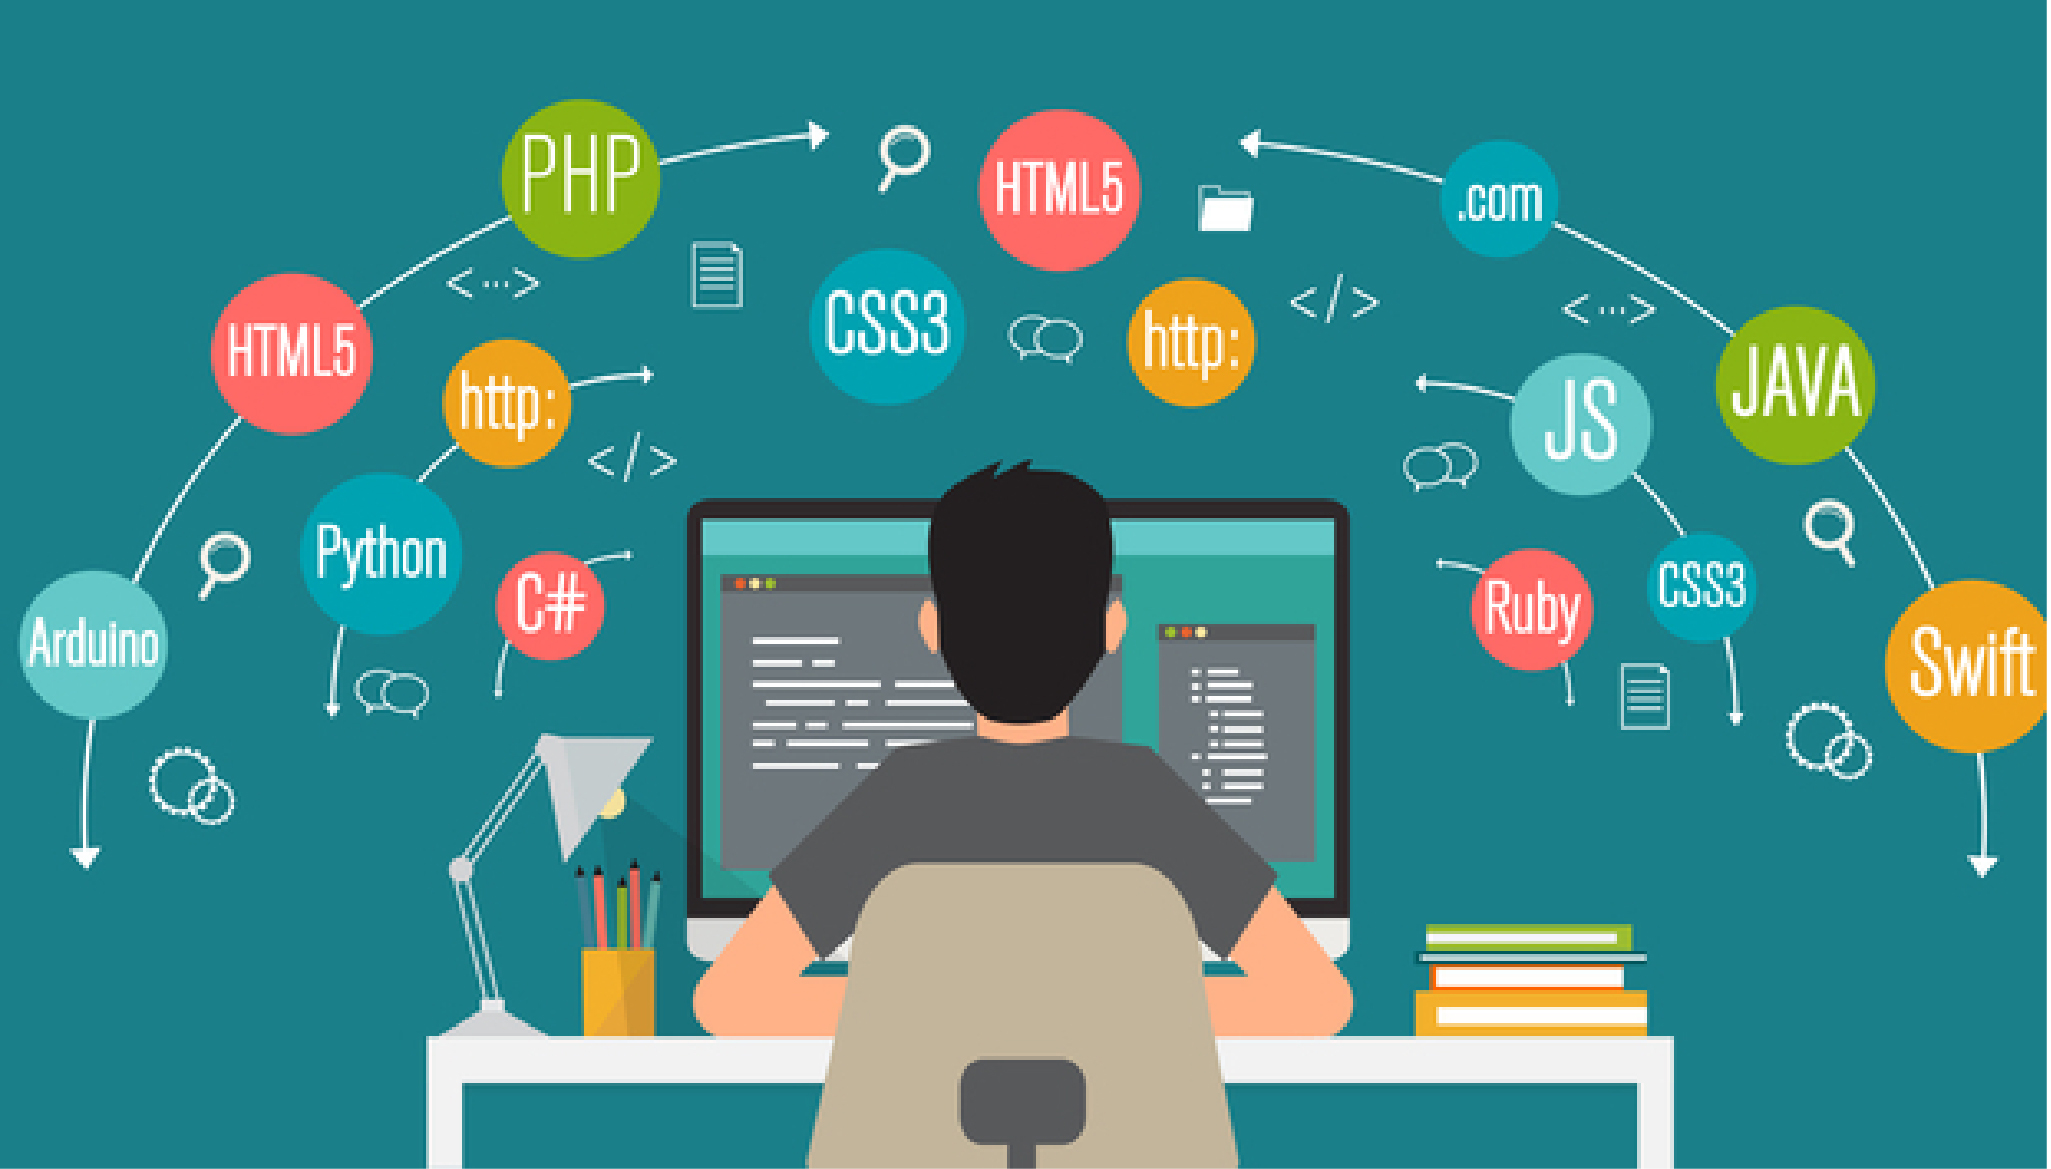 PHP
HTML5
.com
HTML5
CSS3
http:
JAVA
http:
JS
Python
C#
Ruby
CSS3
Arduino
Swift
<...>
</>
<...>
</>